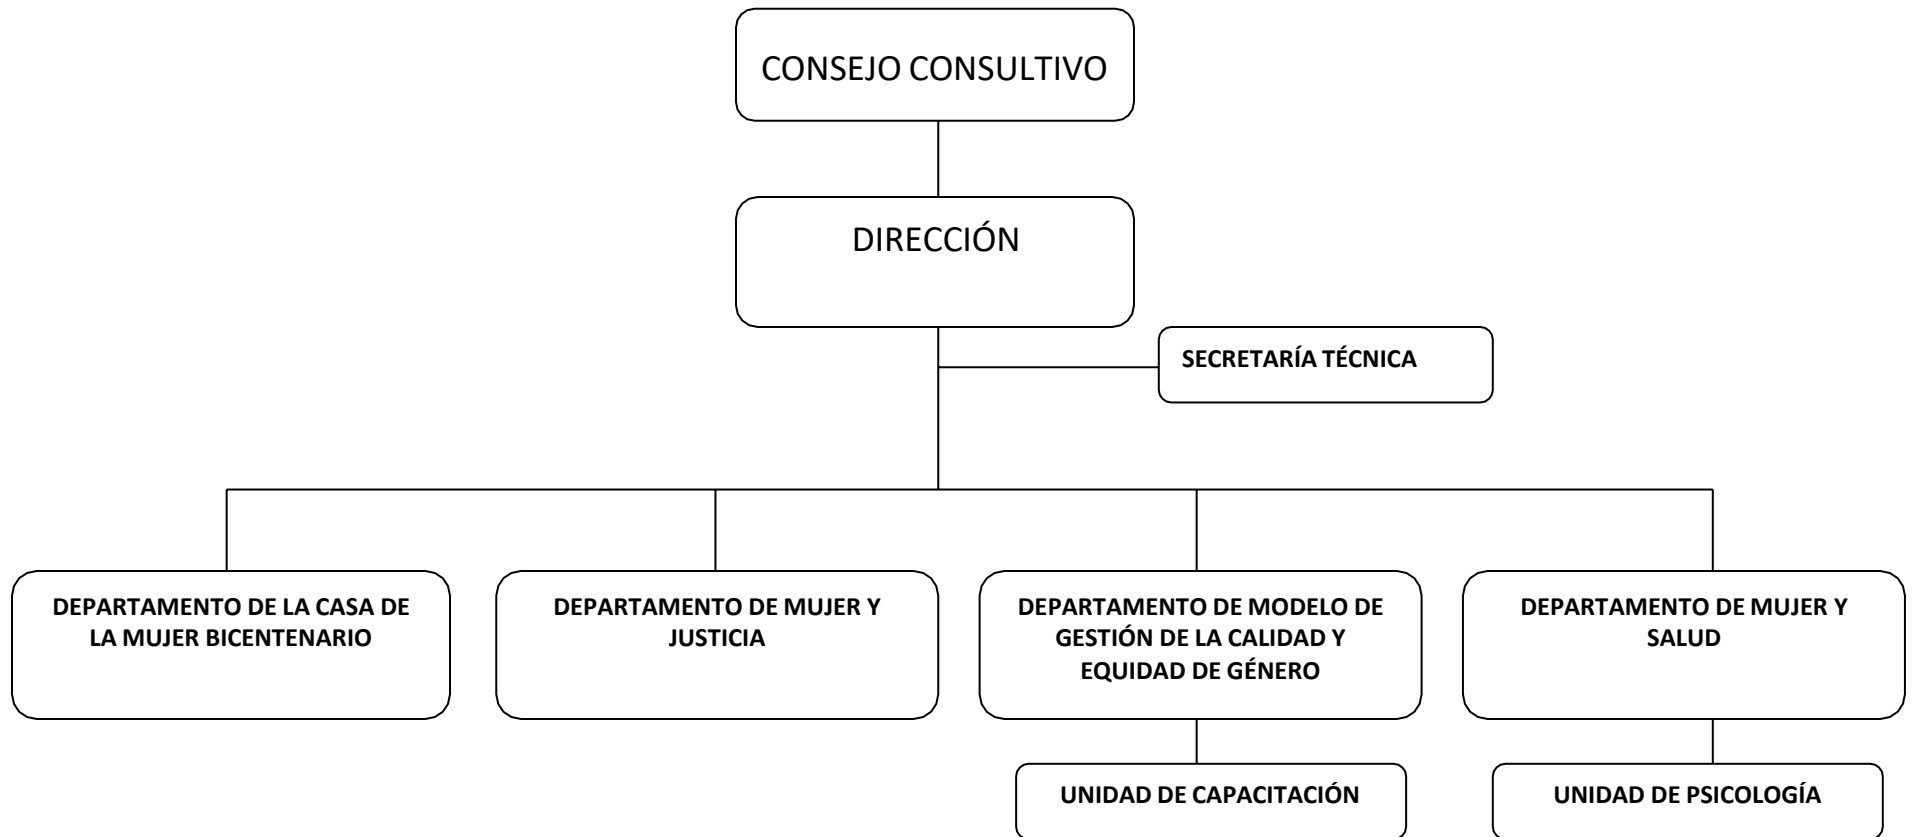 CONSEJO CONSULTIVO
DIRECCIÓN
SECRETARÍA TÉCNICA
DEPARTAMENTO DE LA CASA DE
LA MUJER BICENTENARIO
DEPARTAMENTO DE MUJER Y
JUSTICIA
DEPARTAMENTO DE MODELO DE
GESTIÓN DE LA CALIDAD Y
EQUIDAD DE GÉNERO
DEPARTAMENTO DE MUJER Y
SALUD
UNIDAD DE CAPACITACIÓN
UNIDAD DE PSICOLOGÍA